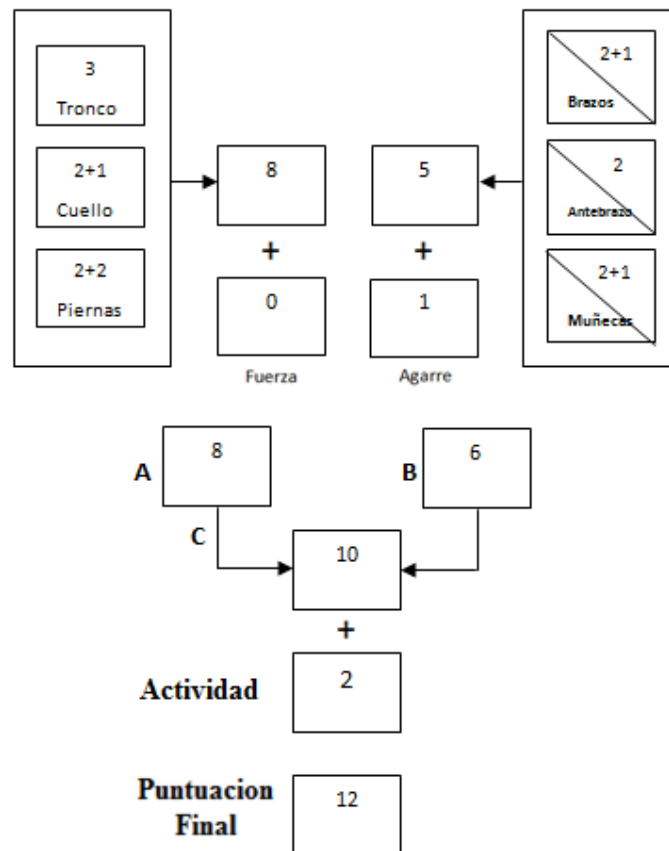 3
Tronco
2+1
Cuello
2+2
Piernas
8
+
0
Fuerza
5
+
1
Agarre
2+1
Brazos
2
Antebrazo
2+1
Muñecas
A
8
B
6
C
10
+
Actividad
2
Puntuacion
Final
12